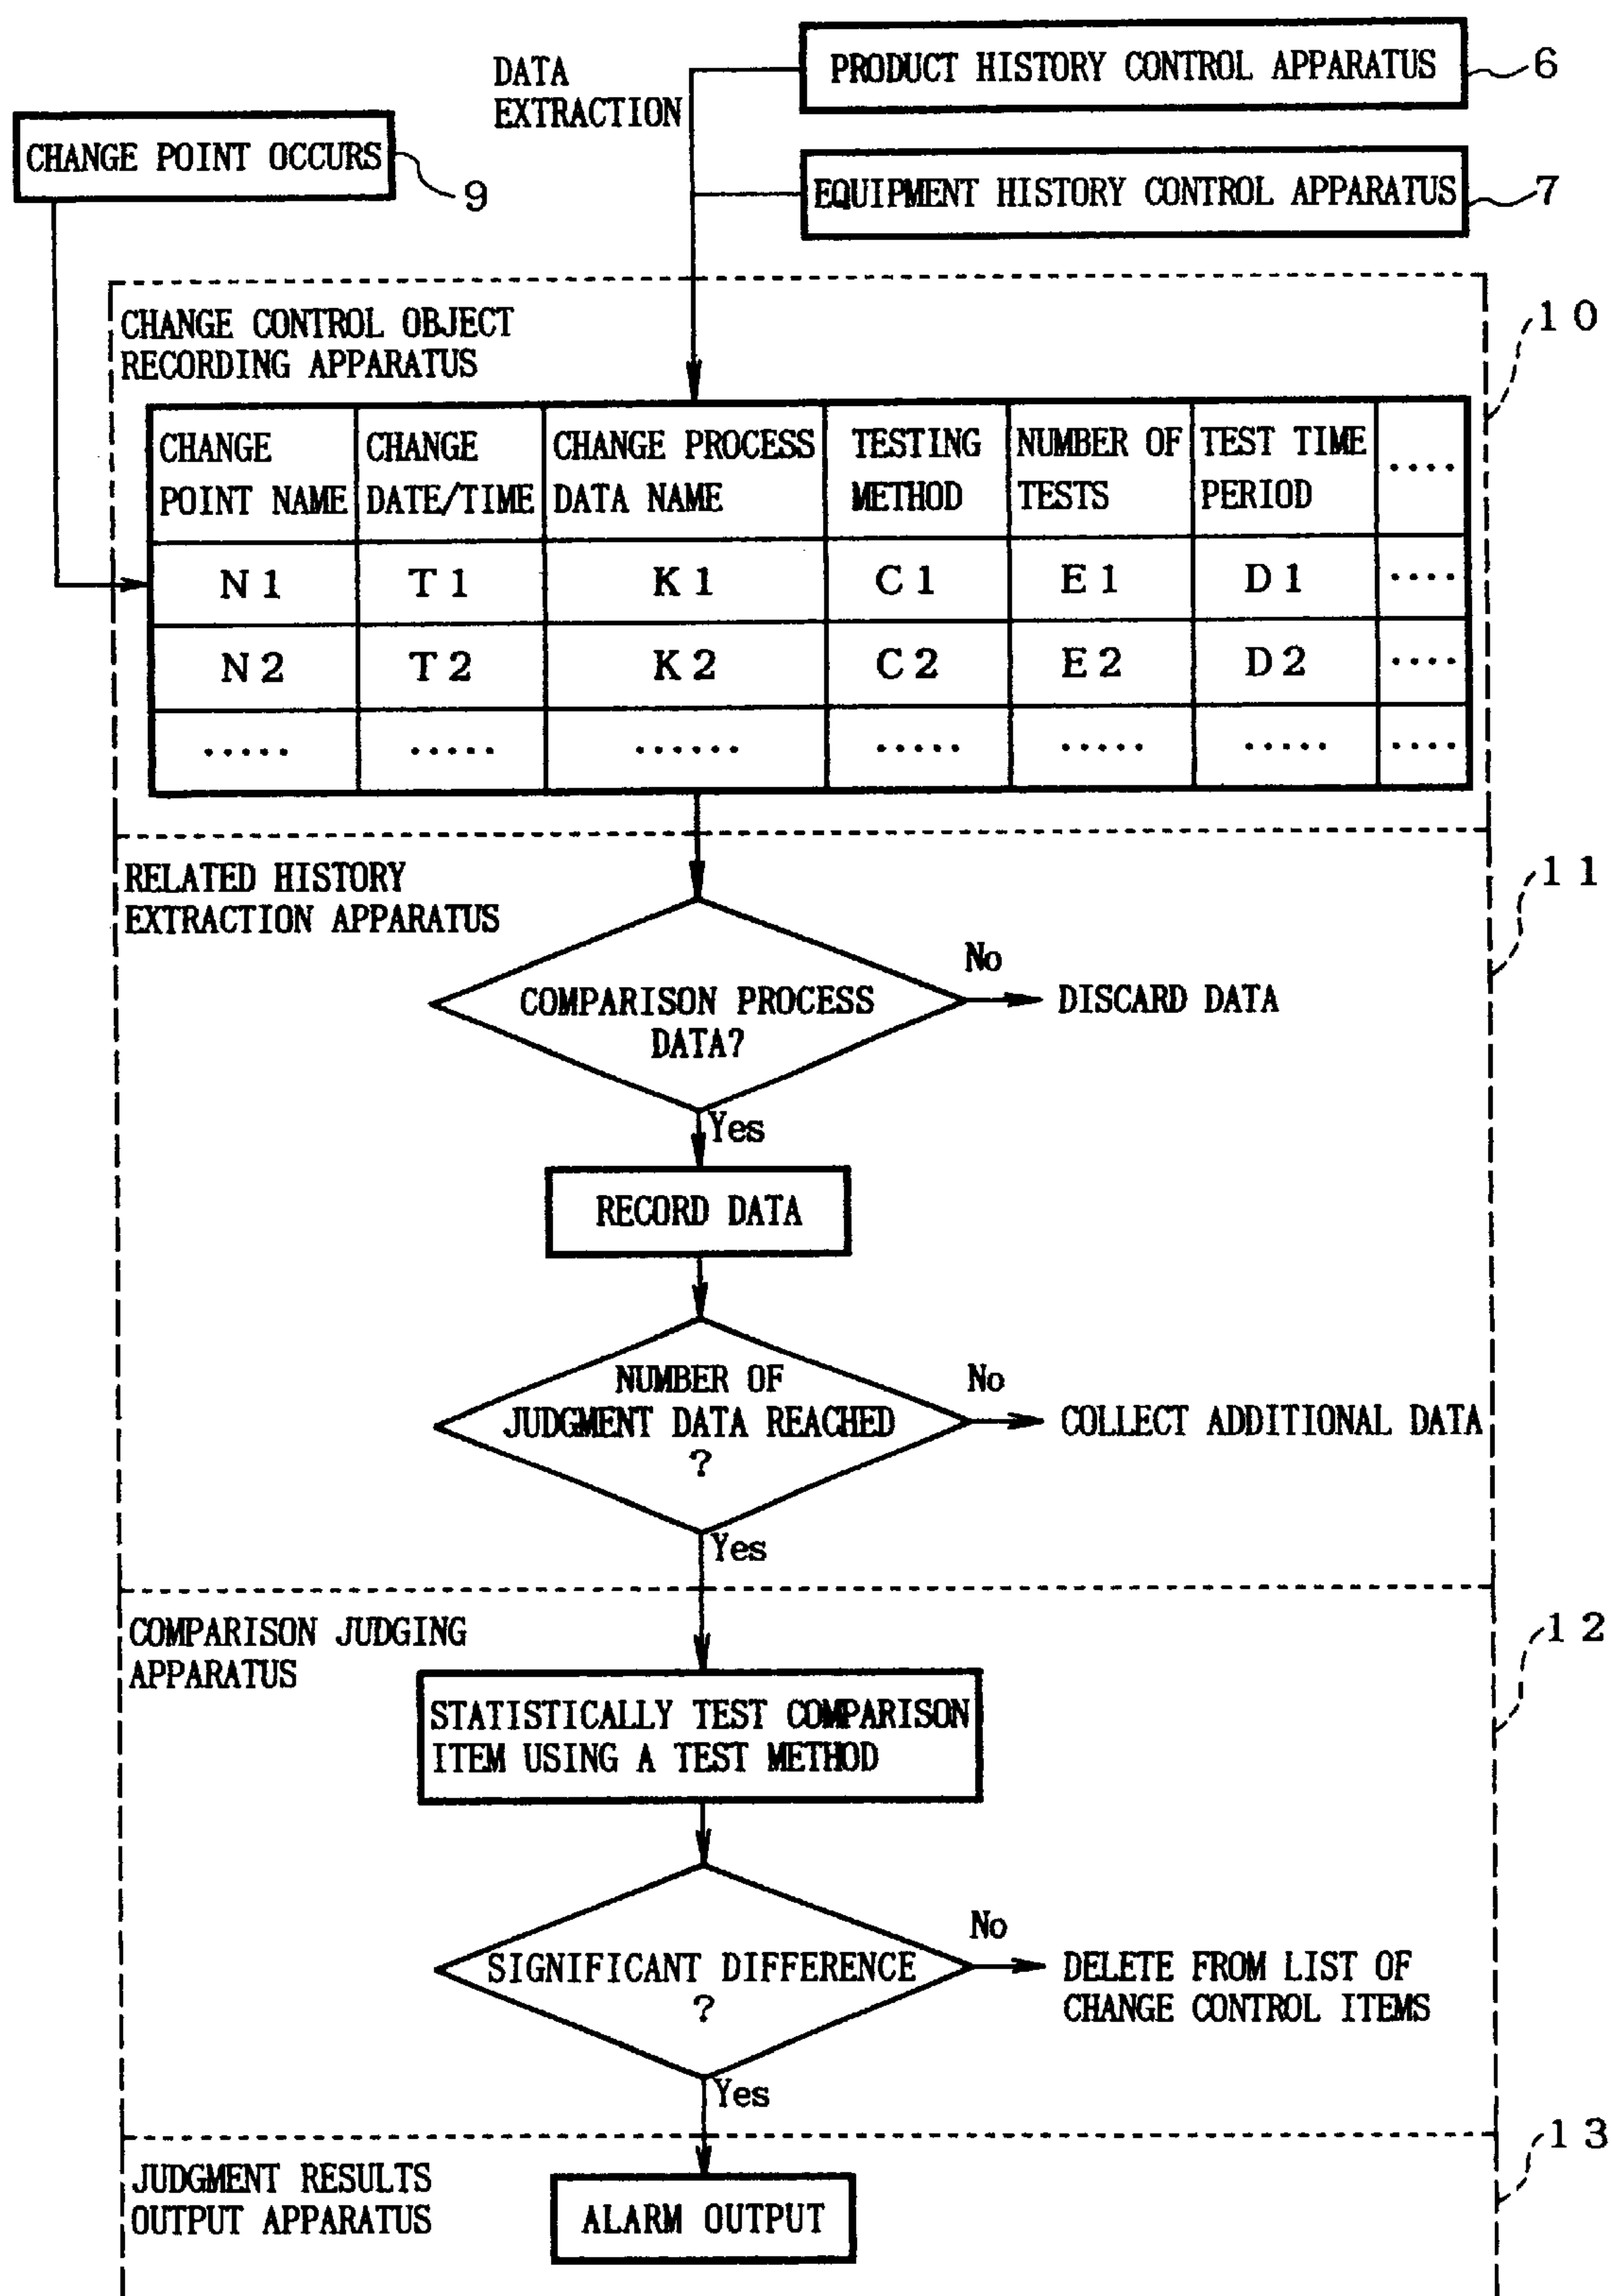 DATA
EXTRACTION
PRODUCT HISTORY CONTROL APPARATUS
6
CHANGE POINT OCCURS
9
EQUIPMENT HISTORY CONTROL APPARATUS
7
CHANGE CONTROL OBJECT
RECORDING APPARATUS
10
CHANGE
POINT NAME
CHANGE
DATE/TIME
CHANGE PROCESS
DATA NAME
TESTING
METHOD
NUMBER OF
TESTS
TEST TIME
PERIOD
....
N1 T1 K1 C1 E1 D1 ....
N2 T2 K2 C2 E2 D2 ....
..... ..... ...... ..... ..... ..... ....
RELATED HISTORY
EXTRACTION APPARATUS
11
COMPARISON PROCESS
DATA?
No
DISCARD DATA
Yes
RECORD DATA
NUMBER OF
JUDGMENT DATA REACHED
?
No
COLLECT ADDITIONAL DATA
Yes
COMPARISON JUDGING
APPARATUS
12
STATISTICALLY TEST COMPARISON
ITEM USING A TEST METHOD
SIGNIFICANT DIFFERENCE
?
No
DELETE FROM LIST OF
CHANGE CONTROL ITEMS
Yes
JUDGMENT RESULTS
OUTPUT APPARATUS
13
ALARM OUTPUT